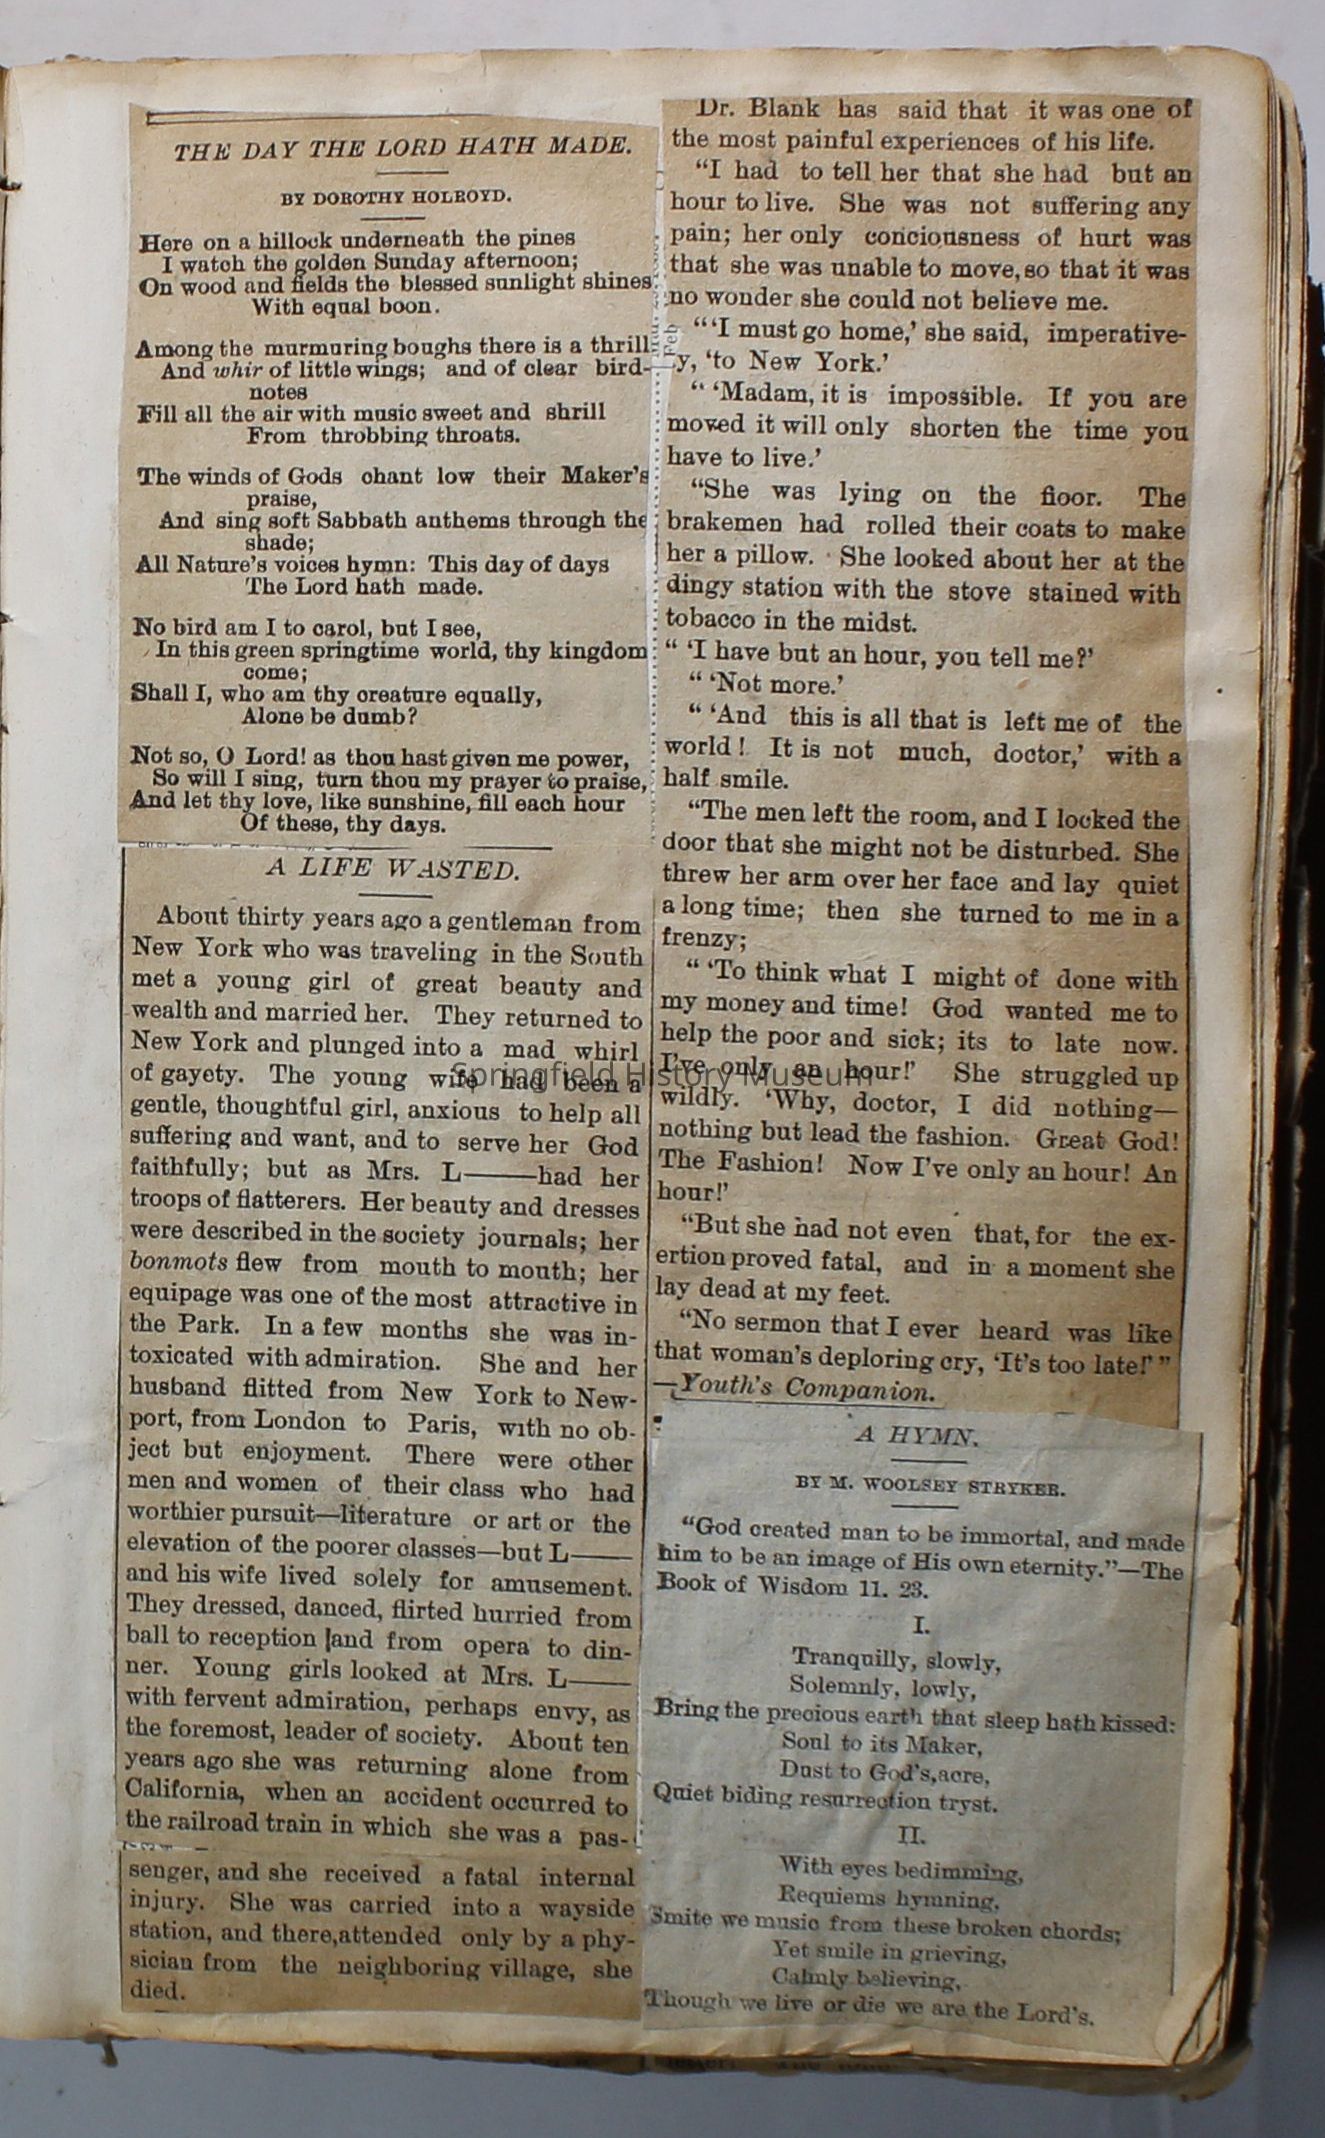 THE DAY THE LORD HATH MADE.
BY DOROTHY HOLROYD.
Here on a hillock underneath the pines
I watch the golden Sunday afternoon;
On wood and fields the blessed sunlight shines
With equal boon.
Among the murmuring boughs there is a thrill
And whir of little wings; and of clear bird-
notes
Fill all the air with music sweet and shrill
From throbbing throats.
The winds of Gods chant low their Maker's
praise,
And sing soft Sabbath anthems through the
shade;
All Nature's voices hymn: This day of days
The Lord hath made.
No bird am I to carol, but I see,
In this green springtime world, thy kingdom
come;
Shall I, who am thy creature equally,
Alone be dumb?
Not so, O Lord! as thou hast given me power,
So will I sing, turn thou my prayer to praise,
And let thy love, like sunshine, fill each hour
Of these, thy days.
A LIFE WASTED.
About thirty years ago a gentleman from
New York who was traveling in the South
met a young girl of great beauty and
wealth and married her. They returned to
New York and plunged into a mad whirl
of gayety. The young wife had been a
gentle, thoughtful girl, anxious to help all
suffering and want, and to serve her God
faithfully; but as Mrs. L——had her
troops of flatterers. Her beauty and dresses
were described in the society journals; her
bonmots flew from mouth to mouth; her
equipage was one of the most attractive in
the Park. In a few months she was in-
toxicated with admiration. She and her
husband flitted from New York to New-
port, from London to Paris, with no ob-
ject but enjoyment. There were other
men and women of their class who had
worthier pursuit—literature or art or the
elevation of the poorer classes—but L——
and his wife lived solely for amusement.
They dressed, danced, flirted hurried from
ball to reception |and from opera to din-
ner. Young girls looked at Mrs. L——
with fervent admiration, perhaps envy, as
the foremost, leader of society. About ten
years ago she was returning alone from
California, when an accident occurred to
the railroad train in which she was a pas-
senger, and she received a fatal internal
injury. She was carried into a wayside
station, and there,attended only by a phy-
sician from the neighboring village, she
died.
Dr. Blank has said that it was one of
the most painful experiences of his life.
"I had to tell her that she had but an
hour to live. She was not suffering any
pain; her only conciousness of hurt was
that she was unable to move, so that it was
no wonder she could not believe me.
"'I must go home,' she said, imperative-
y, 'to New York.'
" 'Madam, it is impossible. If you are
moved it will only shorten the time you
have to live.'
"She was lying on the floor. The
brakemen had rolled their coats to make
her a pillow. She looked about her at the
dingy station with the stove stained with
tobacco in the midst.
" 'I have but an hour, you tell me?'
" 'Not more.'
" 'And this is all that is left me of the
world! It is not much, doctor,' with a
half smile.
"The men left the room, and I locked the
door that she might not be disturbed. She
threw her arm over her face and lay quiet
a long time; then she turned to me in a
frenzy;
" 'To think what I might of done with
my money and time! God wanted me to
help the poor and sick; its to late now.
I've only an hour!' She struggled up
wildly. 'Why, doctor, I did nothing—
nothing but lead the fashion. Great God!
The Fashion! Now I've only an hour! An
hour!'
"But she had not even that, for the ex-
ertion proved fatal, and in a moment she
lay dead at my feet.
"No sermon that I ever heard was like
that woman's deploring cry, 'It's too late!' "
—Youth's Companion.
A HYMN.
BY M. WOOLSEY STRYKER.
"God created man to be immortal, and made
him to be an image of His own eternity."—The
Book of Wisdom 11. 23.
I.
Tranquilly, slowly,
Solemnly, lowly,
Bring the precious earth that sleep hath kissed:
Soul to its Maker,
Dust to God's,acre,
Quiet biding resurrection tryst.
II.
With eyes bedimming,
Requiems hymning,
Smite we music from these broken chords;
Yet smile in grieving,
Calmly believing,
Though we live or die we are the Lord's.
Springfield History Museum
Feb